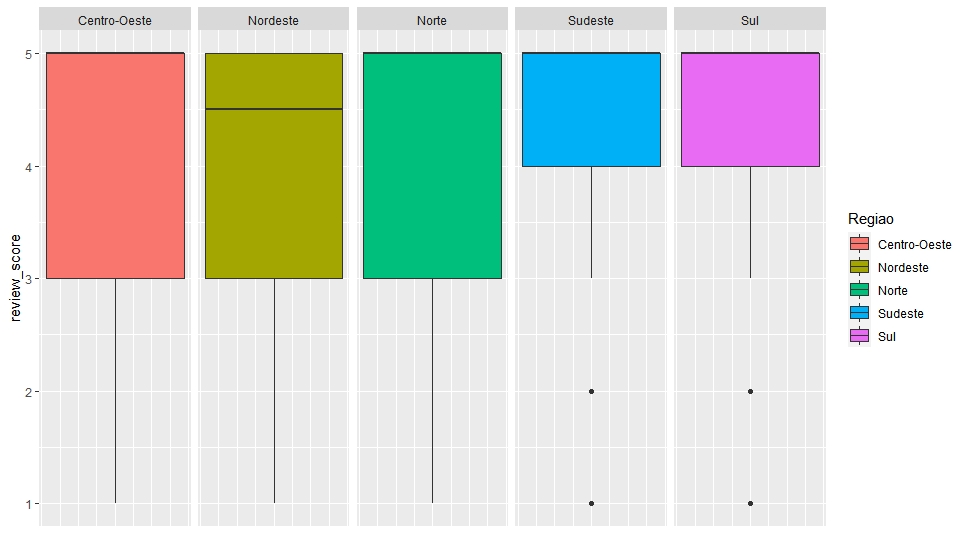 Centro-Oeste
Nordeste
Norte
Sudeste
Sul
5
4
3
2
1
review_score
Regiao
Centro-Oeste
Nordeste
Norte
Sudeste
Sul